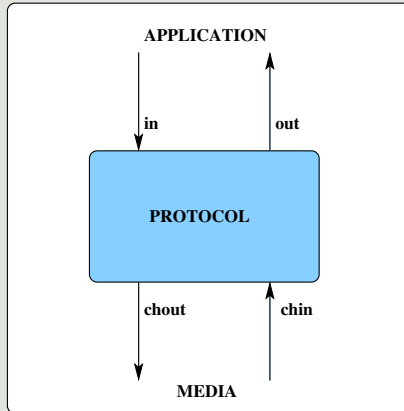 APPLICATION
in out
PROTOCOL
chout chin
MEDIA